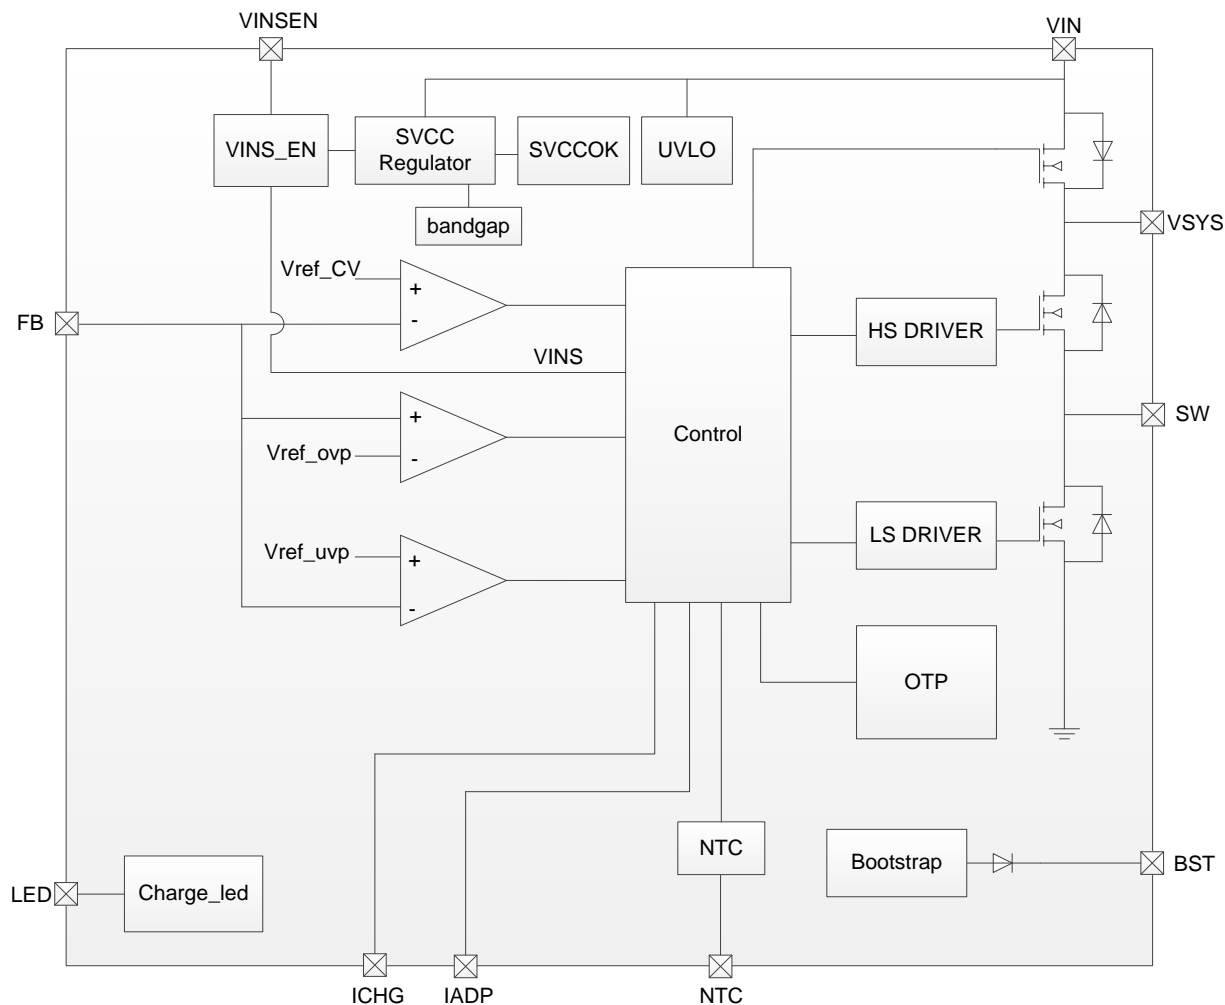 VINSEN
VIN
VINS_EN
SVCC
Regulator
SVCCOK
UVLO
bandgap
VSYS
Vref_CV
+
-
FB
HS DRIVER
VINS
+
Vref_ovp
-
Control
SW
Vref_uvp
+
-
LS DRIVER
OTP
NTC
Bootstrap
BST
LED
Charge_led
ICHG
IADP
NTC